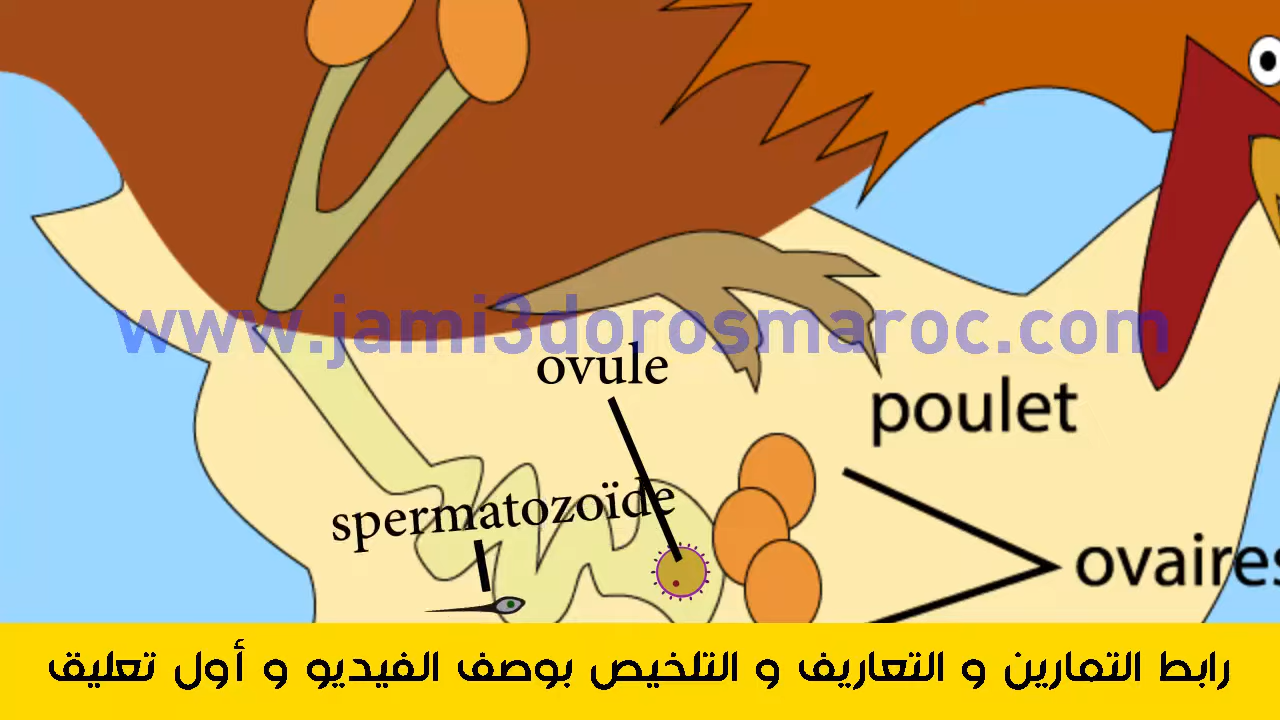 www.jami3dorosmaroc.com
ovule
poulet
spermatozoïde
ovaires
رابط التمارين و التعاريف و التلخيص بوصف الفيديو و أول تعليق